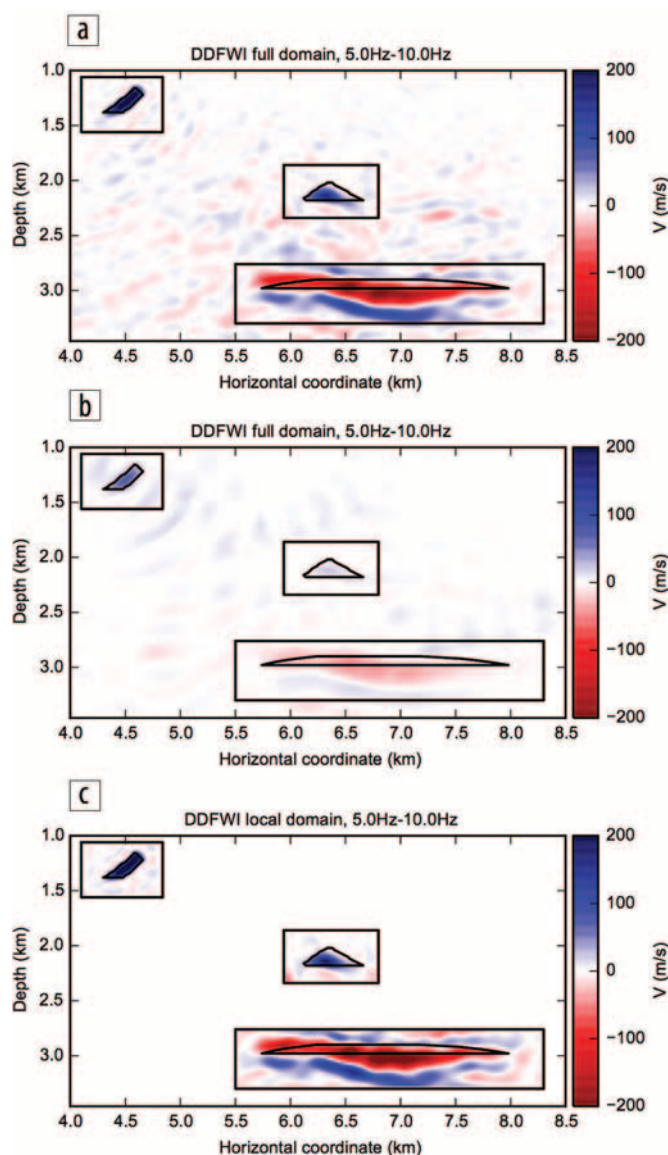 a
DDFWI full domain, 5.0Hz-10.0Hz
1.0
1.5
2.0
2.5
3.0
Depth (km)
4.0 4.5 5.0 5.5 6.0 6.5 7.0 7.5 8.0 8.5
Horizontal coordinate (km)
200
100
0
−100
−200
V (m/s)
b
DDFWI full domain, 5.0Hz-10.0Hz
1.0
1.5
2.0
2.5
3.0
Depth (km)
4.0 4.5 5.0 5.5 6.0 6.5 7.0 7.5 8.0 8.5
Horizontal coordinate (km)
200
100
0
−100
−200
V (m/s)
c
DDFWI local domain, 5.0Hz-10.0Hz
1.0
1.5
2.0
2.5
3.0
Depth (km)
4.0 4.5 5.0 5.5 6.0 6.5 7.0 7.5 8.0 8.5
Horizontal coordinate (km)
200
100
0
−100
−200
V (m/s)